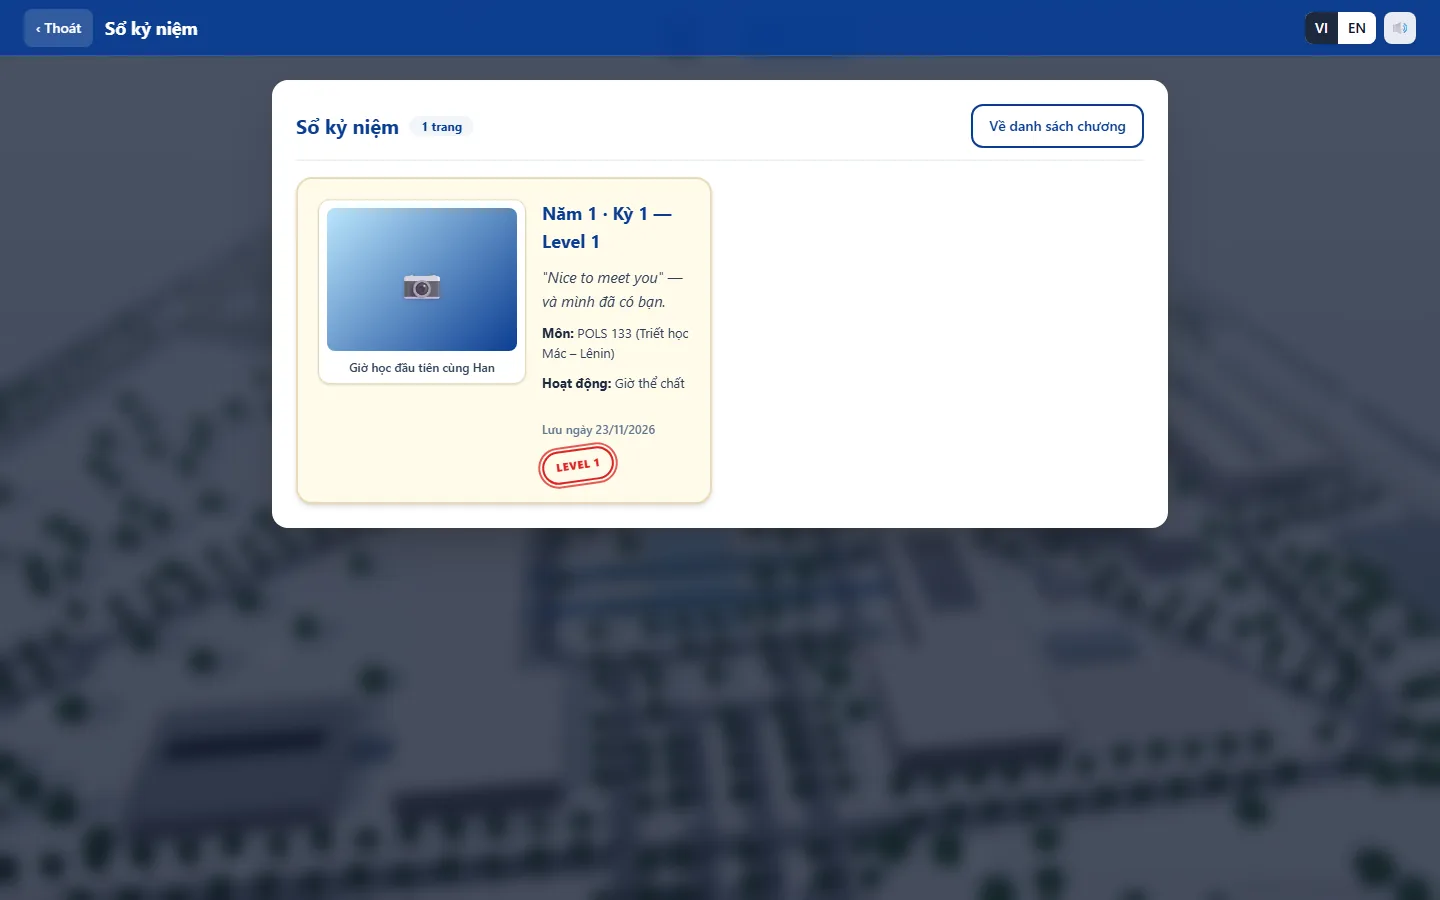 ‹ Thoát
Sổ kỷ niệm
VI
EN
Sổ kỷ niệm
1 trang
Về danh sách chương
Giờ học đầu tiên cùng Han
Năm 1 · Kỳ 1 —
Level 1
"Nice to meet you" —
và mình đã có bạn.
Môn: POLS 133 (Triết học
Mác – Lênin)
Hoạt động: Giờ thể chất
Lưu ngày 23/11/2026
LEVEL 1